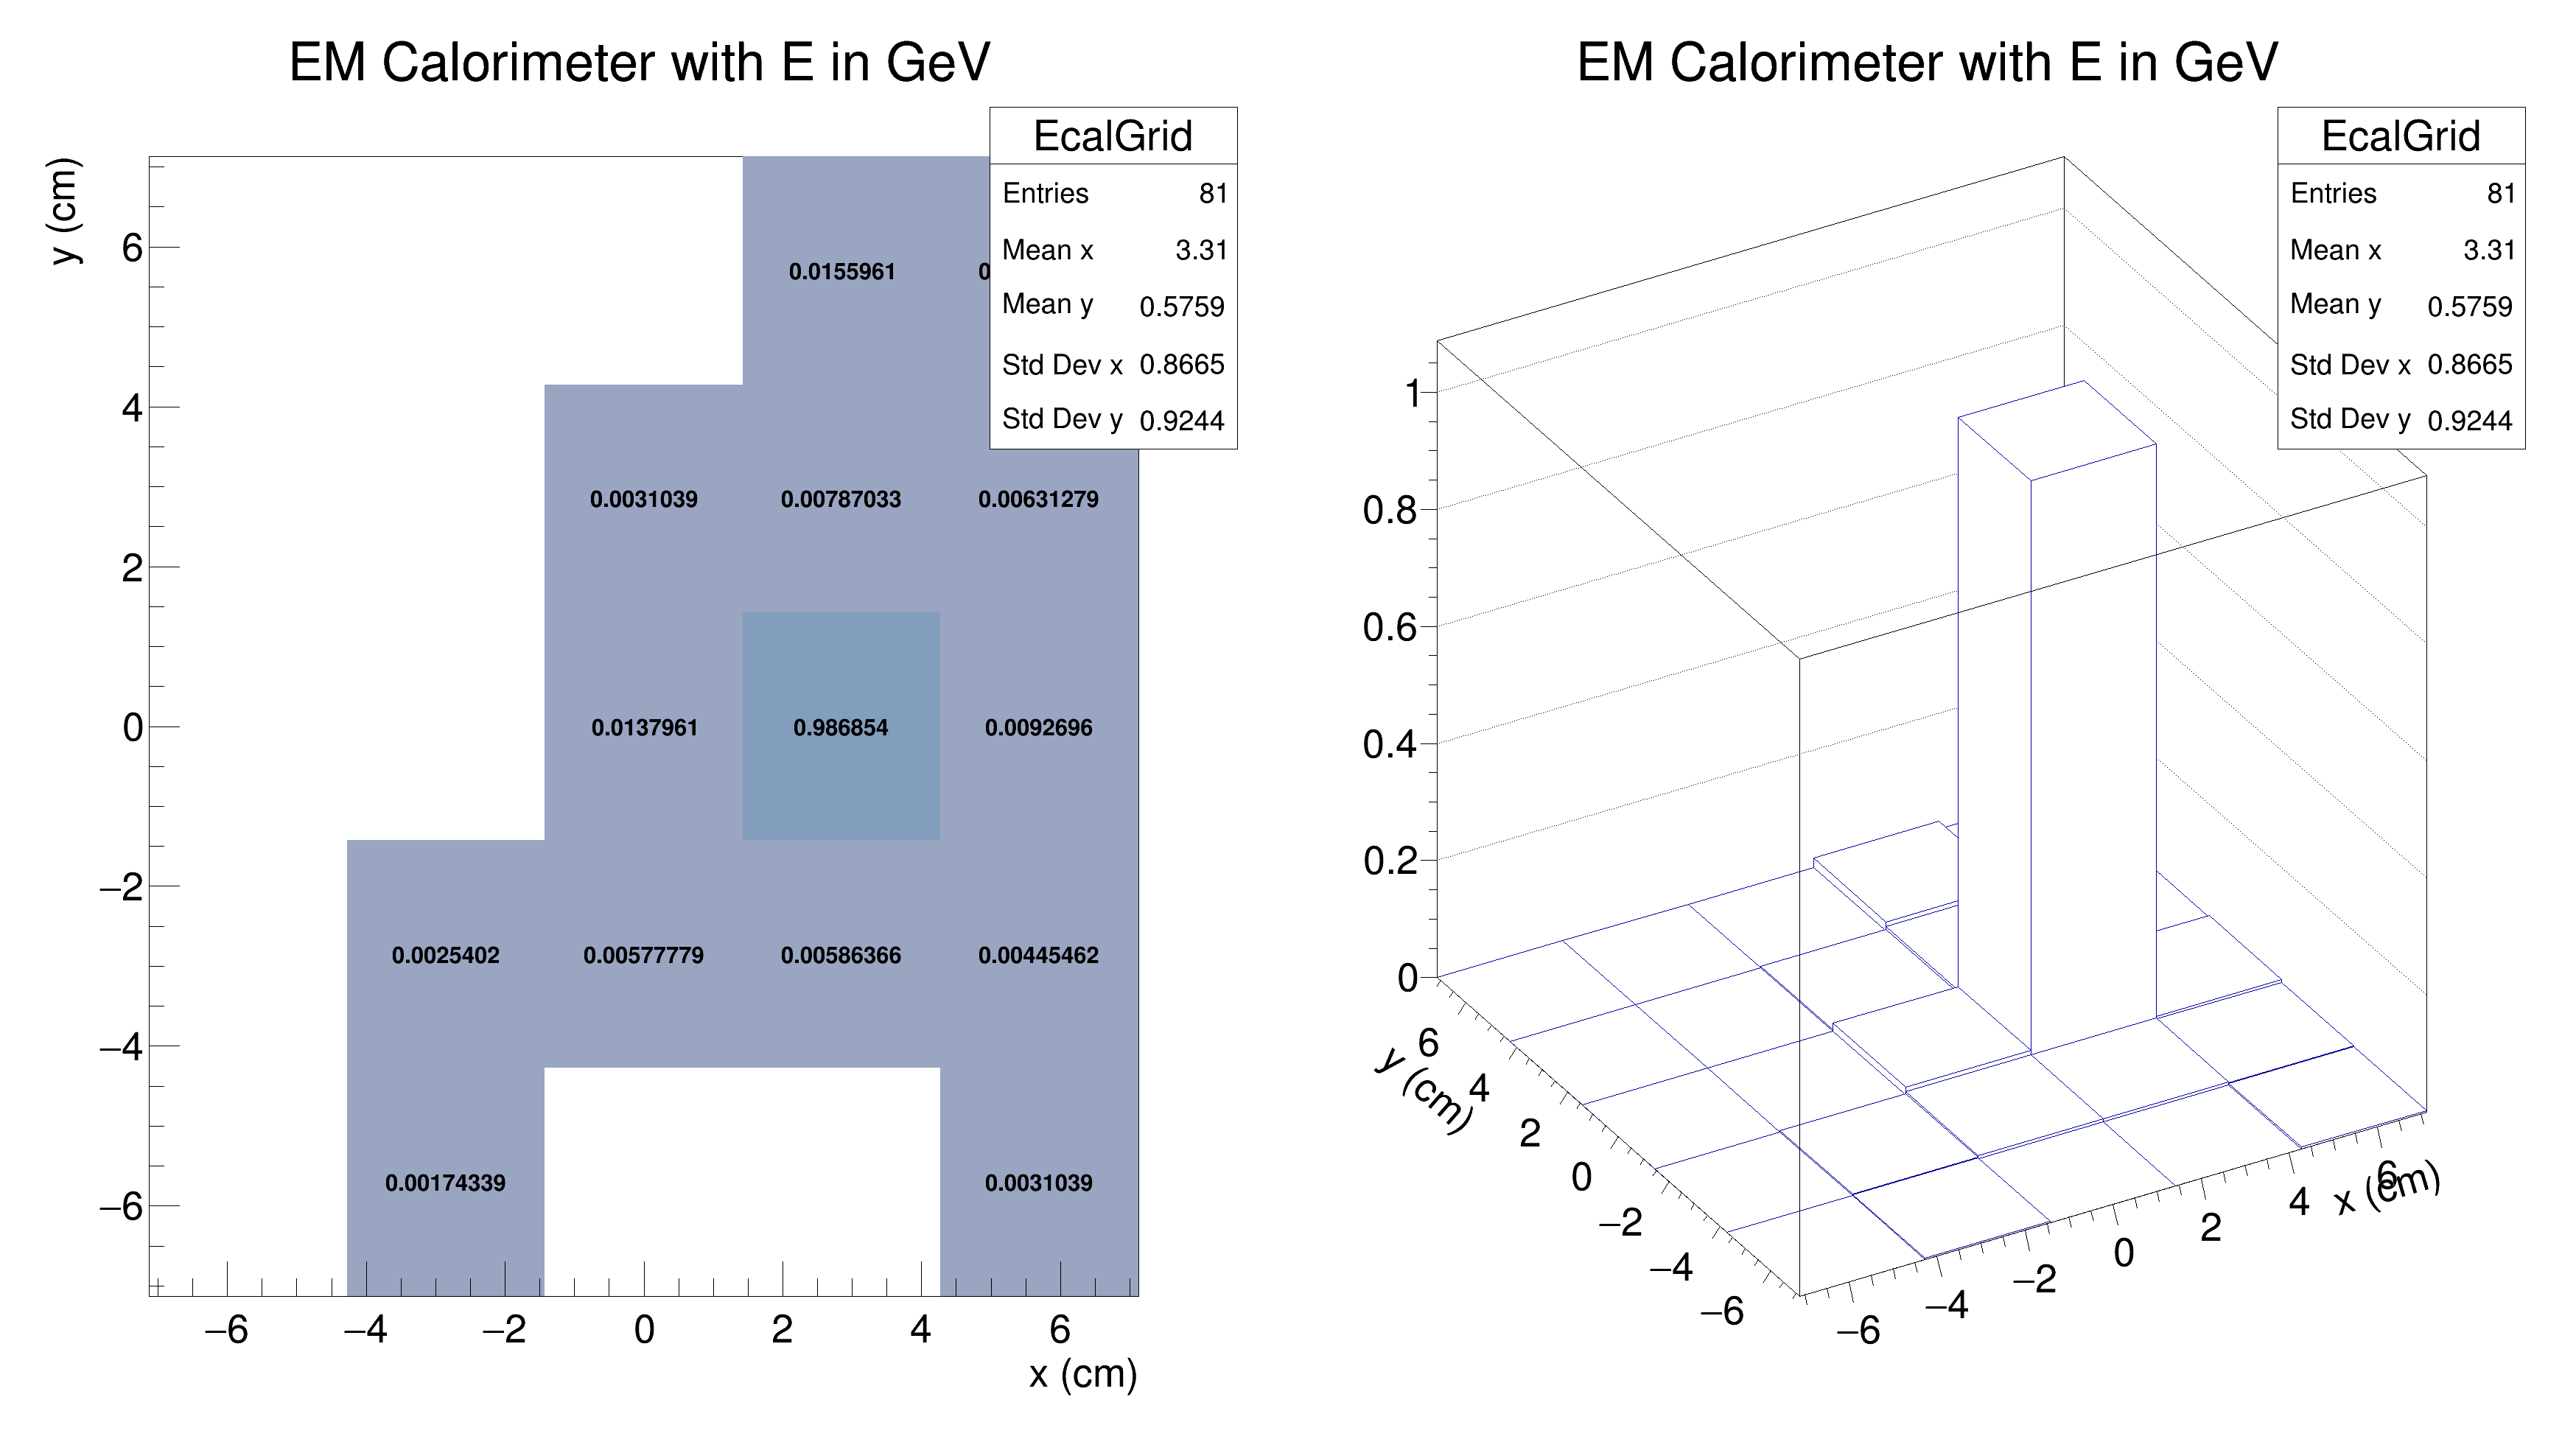 EM Calorimeter with E in GeV
EcalGrid
Entries 81
Mean x 3.31
Mean y 0.5759
Std Dev x 0.8665
Std Dev y 0.9244
y (cm)
6
4
2
0
−2
−4
−6
0.0155961
0.0031039 0.00787033 0.00631279
0.0137961 0.986854 0.0092696
0.0025402 0.00577779 0.00586366 0.00445462
0.00174339 0.0031039
−6 −4 −2 0 2 4 6
x (cm)
EM Calorimeter with E in GeV
EcalGrid
Entries 81
Mean x 3.31
Mean y 0.5759
Std Dev x 0.8665
Std Dev y 0.9244
1
0.8
0.6
0.4
0.2
0
6
4
2
0
−2
−4
−6
y (cm)
−6 −4 −2 0 2 4 6
x (cm)